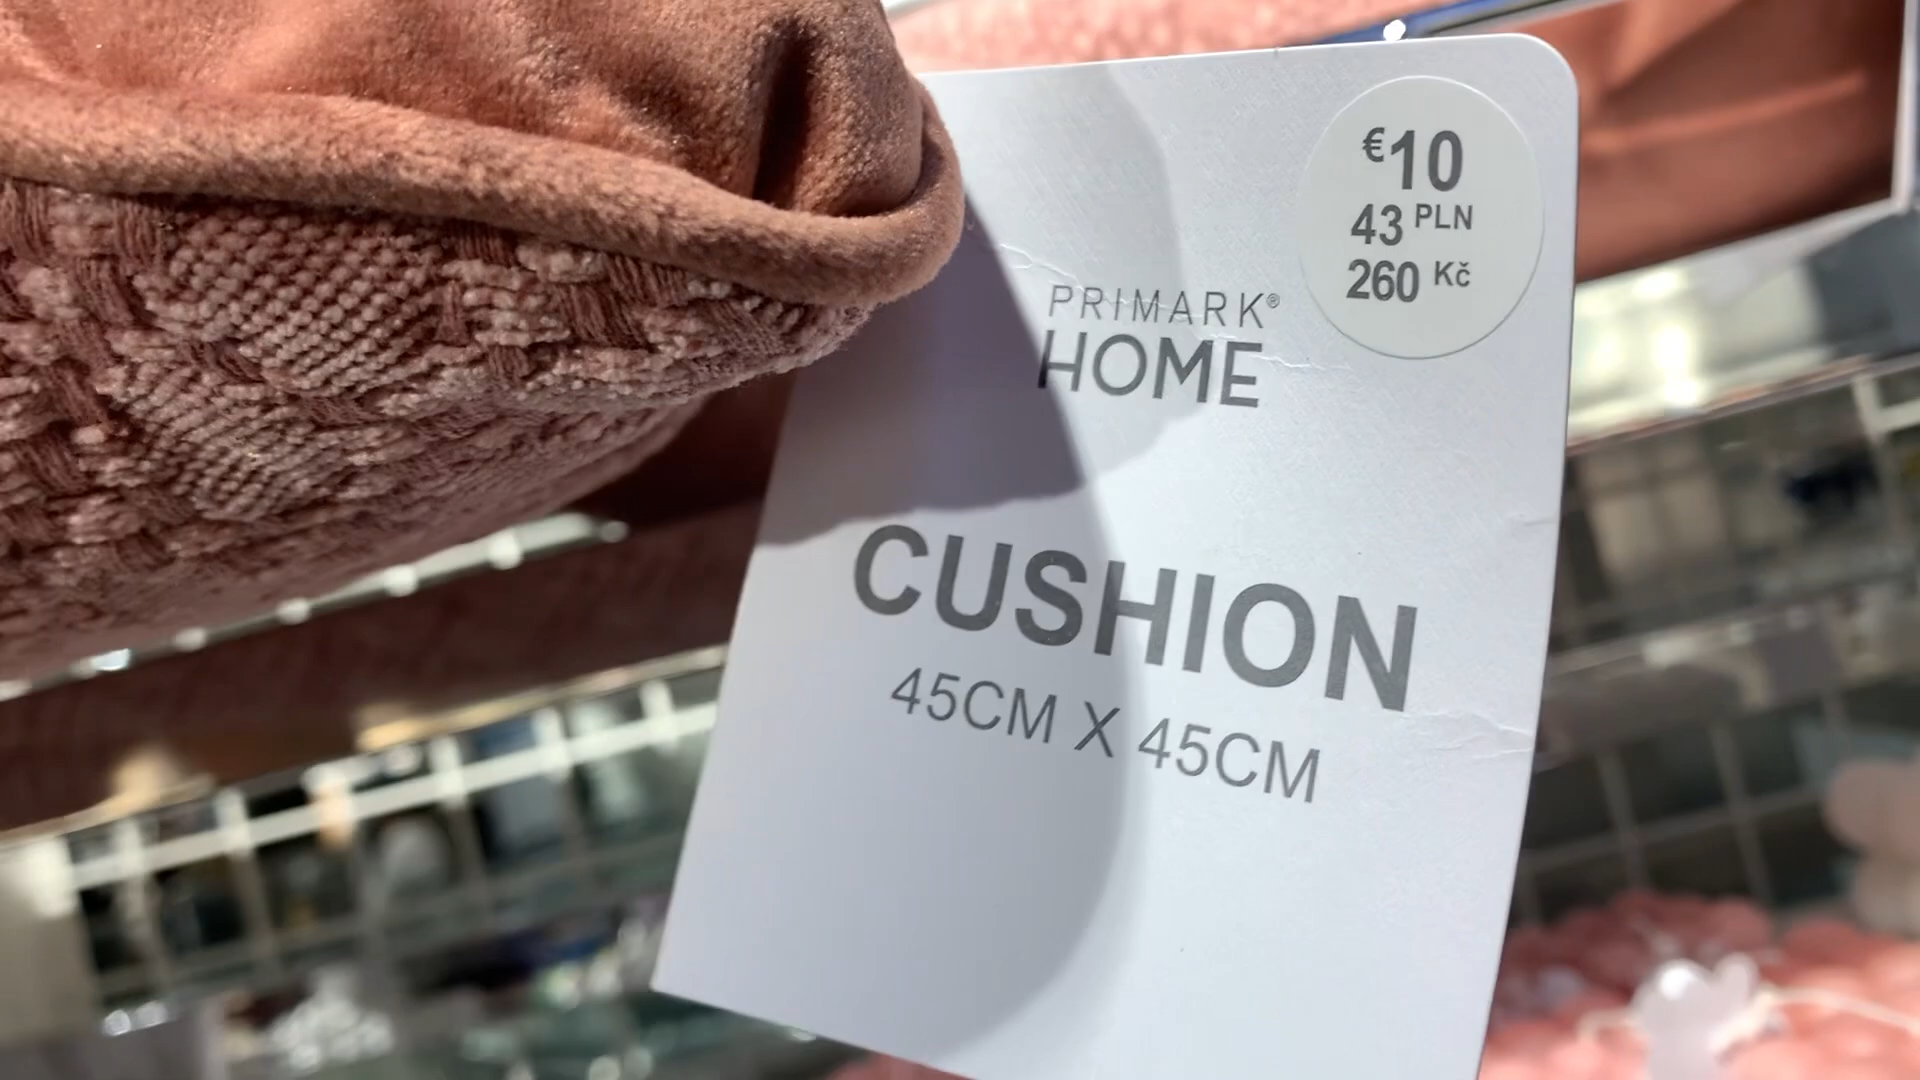 €10
43 PLN
260 Kč
PRIMARK®
HOME
CUSHION
45CM X 45CM